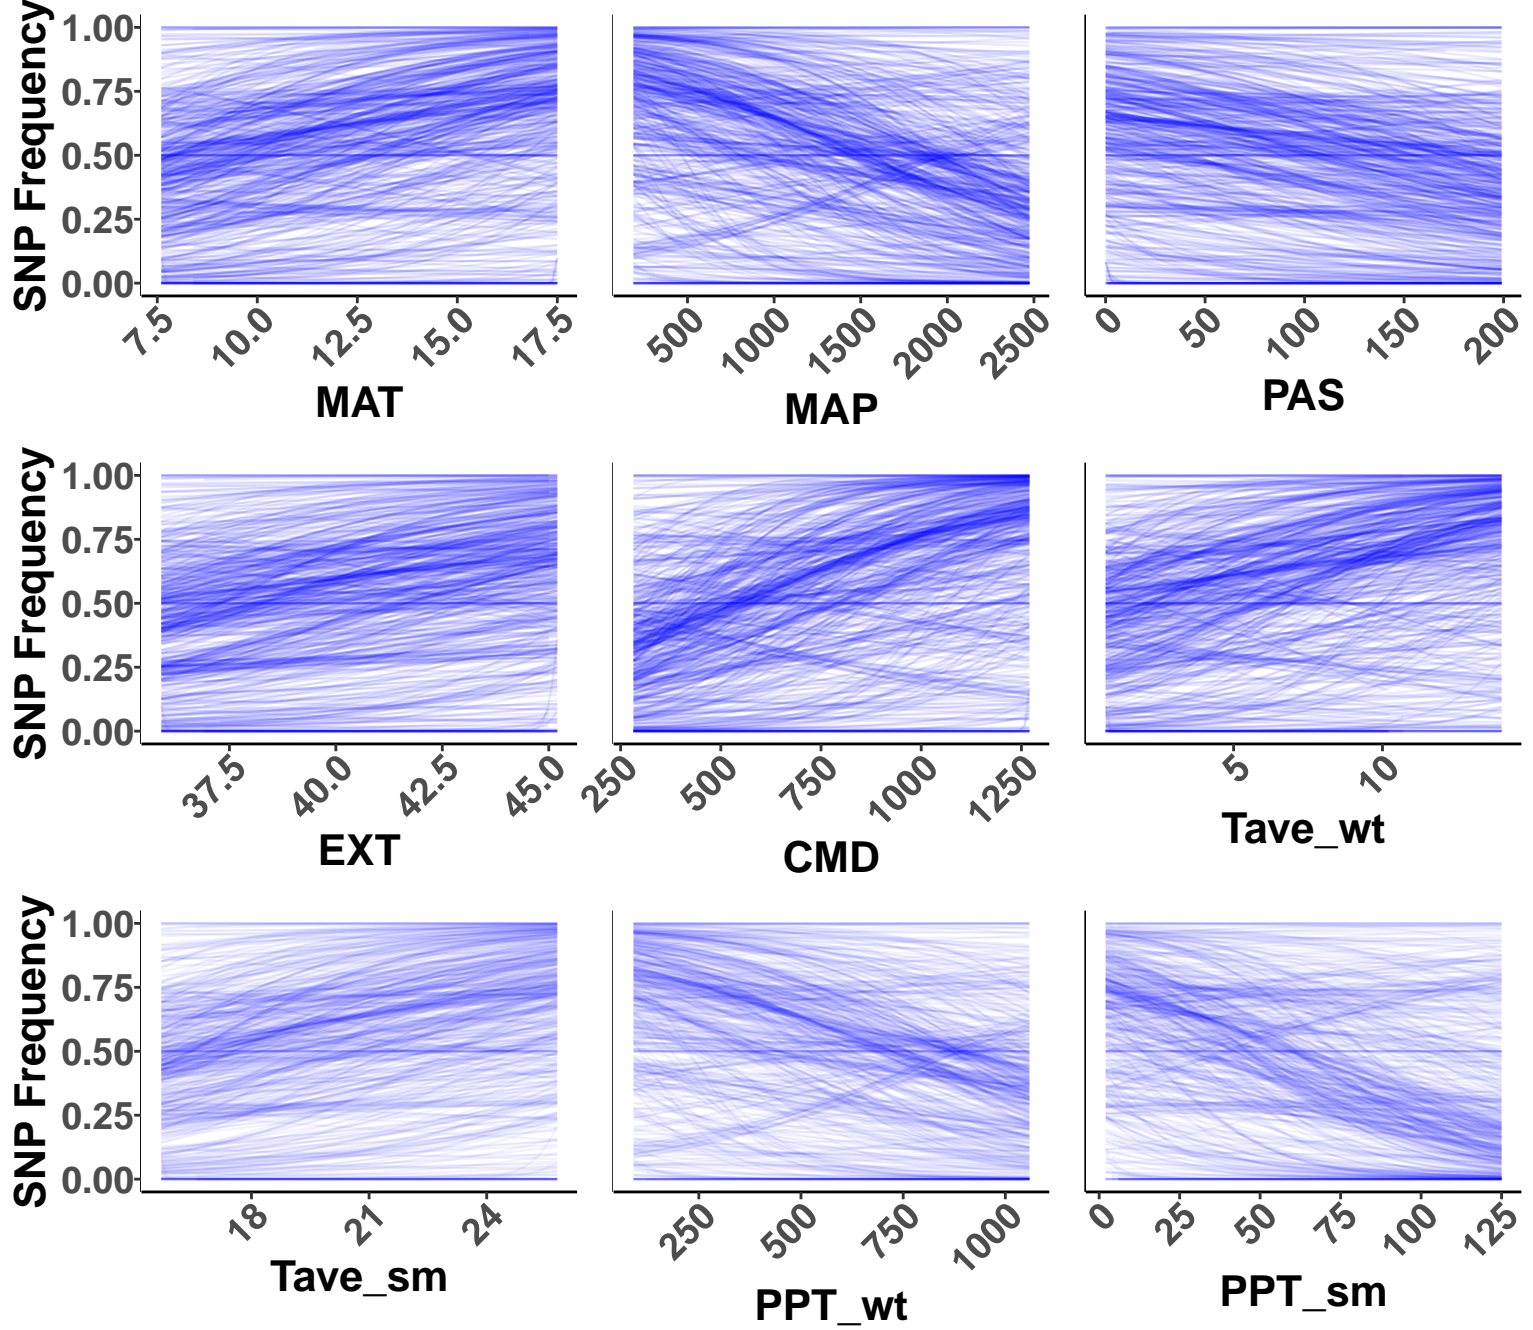 SNP Frequency
1.00
0.75
0.50
0.25
0.00
7.5 10.0 12.5 15.0 17.5
MAT
500 1000 1500 2000 2500
MAP
0 50 100 150 200
PAS
SNP Frequency
1.00
0.75
0.50
0.25
0.00
37.5 40.0 42.5 45.0
EXT
250 500 750 1000 1250
CMD
5 10
Tave_wt
SNP Frequency
1.00
0.75
0.50
0.25
0.00
18 21 24
Tave_sm
250 500 750 1000
PPT_wt
0 25 50 75 100 125
PPT_sm